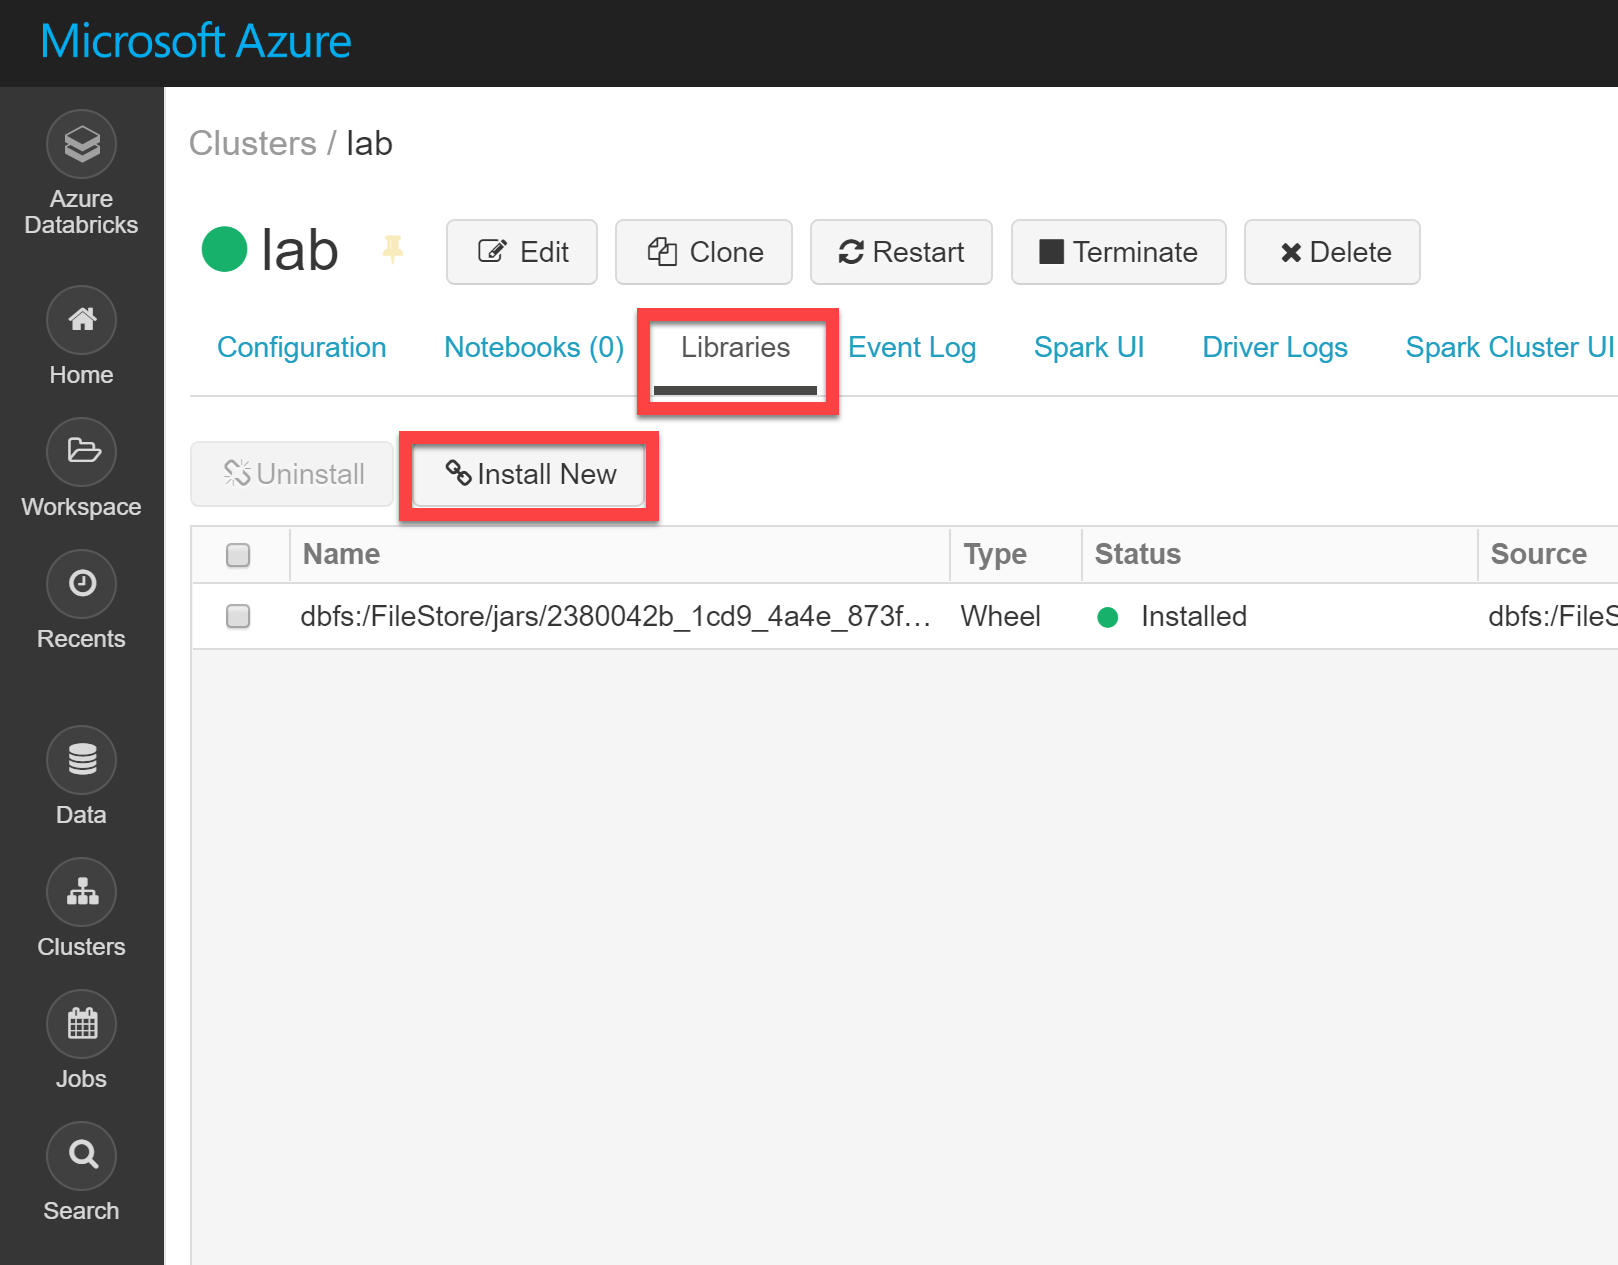 Microsoft Azure
Azure
Databricks
Home
Workspace
Recents
Data
Clusters
Jobs
Search
Clusters / lab
lab
Edit
Clone
Restart
Terminate
Delete
Configuration
Notebooks (0)
Libraries
Event Log
Spark UI
Driver Logs
Spark Cluster UI
Uninstall
Install New
Name Type Status Source
dbfs:/FileStore/jars/2380042b_1cd9_4a4e_873f... Wheel Installed dbfs:/FileS